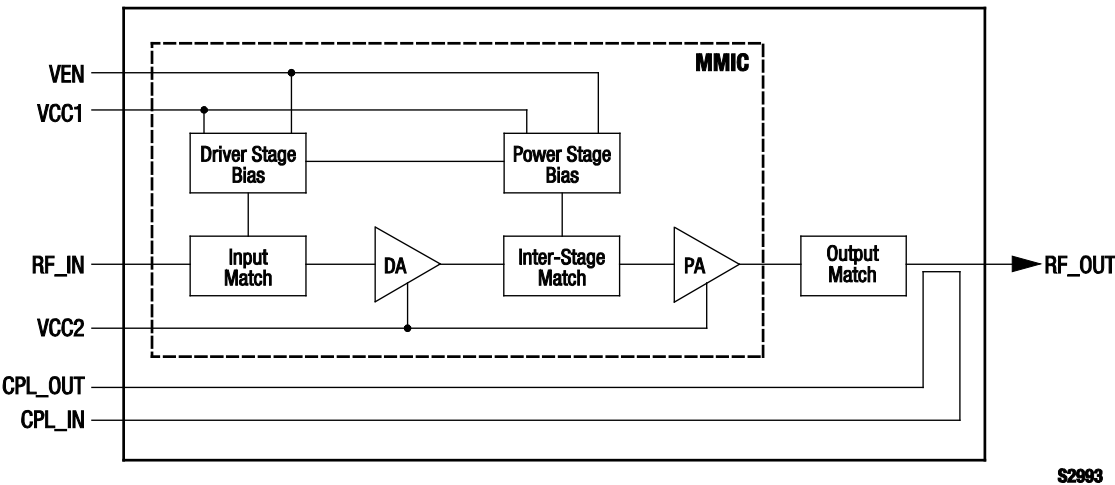 MMIC
VEN
VCC1
Driver Stage
Bias
Power Stage
Bias
RF_IN
Input
Match
DA
Inter-Stage
Match
PA
Output
Match
RF_OUT
VCC2
CPL_OUT
CPL_IN
S2993